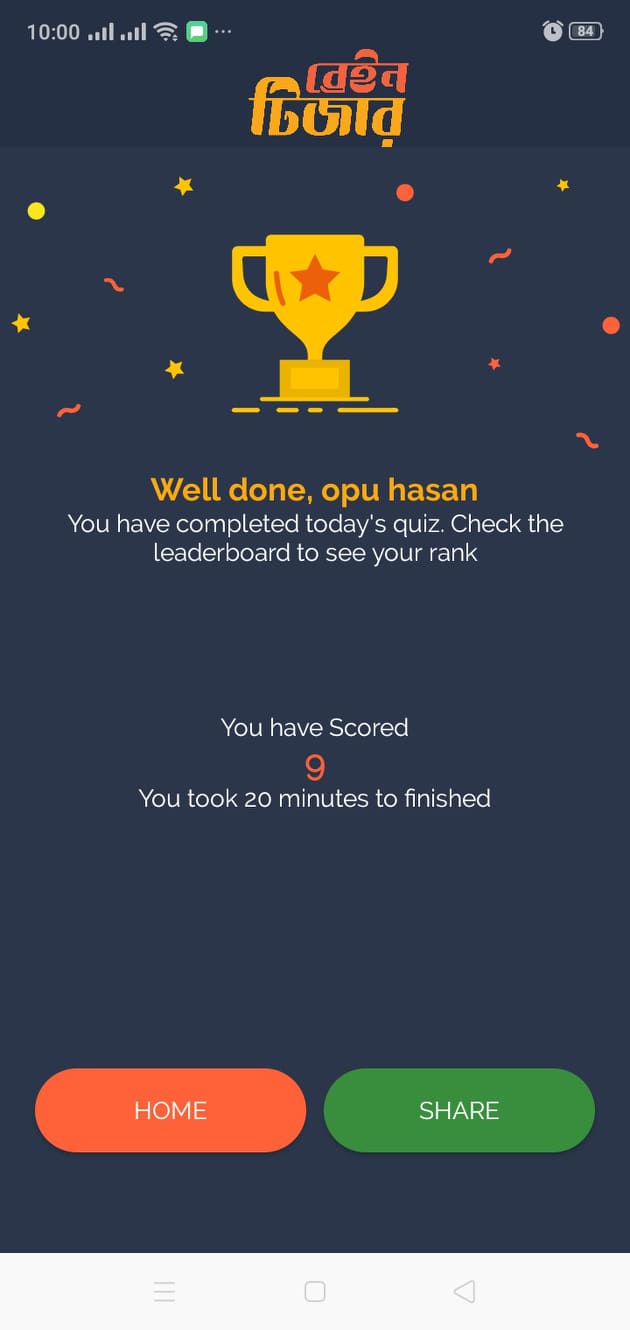 10:00
84
ব্রেইন
টিজার
Well done, opu hasan
You have completed today's quiz. Check the
leaderboard to see your rank
You have Scored
9
You took 20 minutes to finished
HOME
SHARE